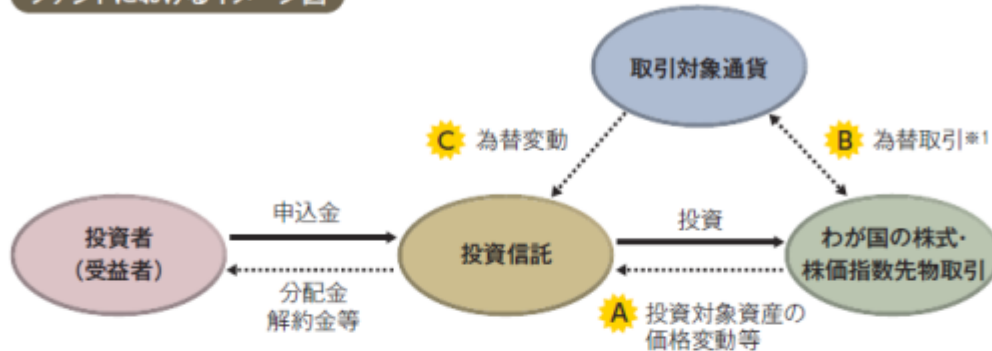 取引対象通貨
C 為替変動
B 為替取引※1
申込金
投資
投資者
(受益者)
投資信託
わが国の株式・
株価指数先物取引
分配金
解約金等
A 投資対象資産の
価格変動等